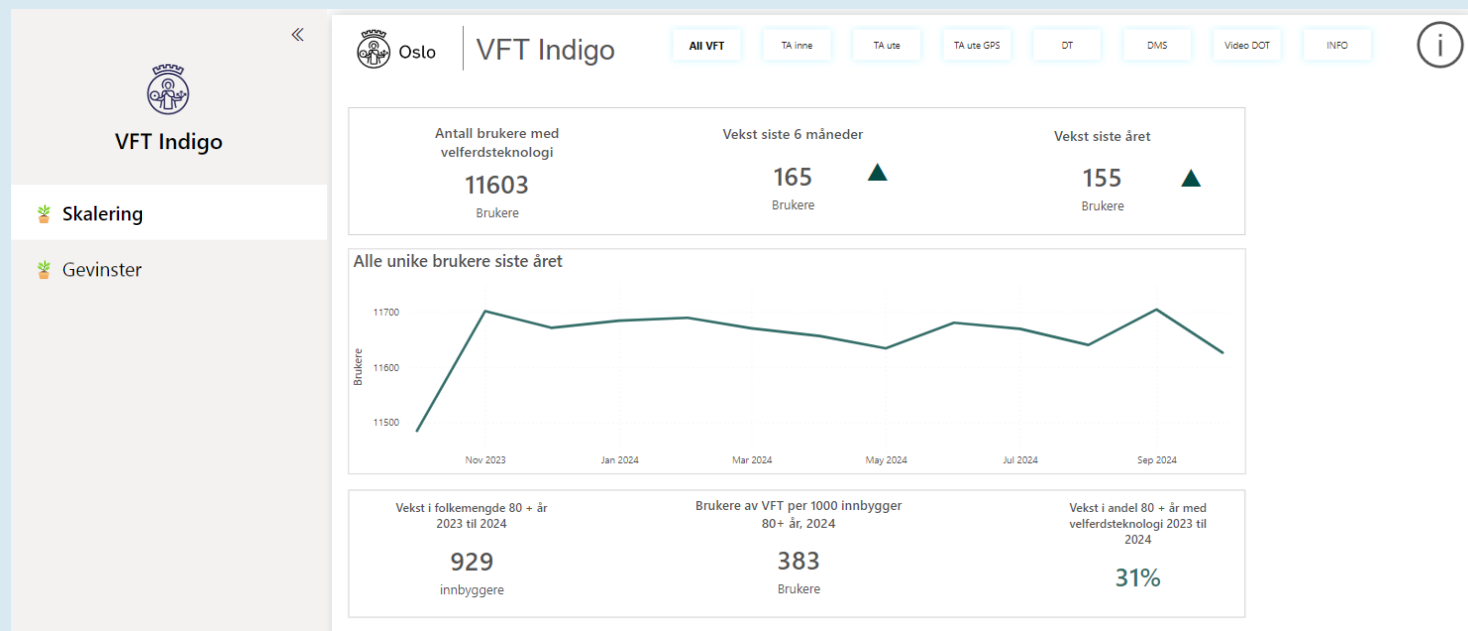 VFT Indigo
Skalering
Gevinster
Oslo
VFT Indigo
All VFT
TA inne
TA ute
TA ute GPS
DT
DMS
Video DOT
INFO
i
Antall brukere med
velferdsteknologi
11603
Brukere
Vekst siste 6 måneder
165
Brukere
Vekst siste året
155
Brukere
Alle unike brukere siste året
Brukere
11700
11600
11500
Nov 2023
Jan 2024
Mar 2024
May 2024
Jul 2024
Sep 2024
Vekst i folkemengde 80 + år
2023 til 2024
929
innbyggere
Brukere av VFT per 1000 innbygger
80+ år, 2024
383
Brukere
Vekst i andel 80 + år med
velferdsteknologi 2023 til
2024
31%